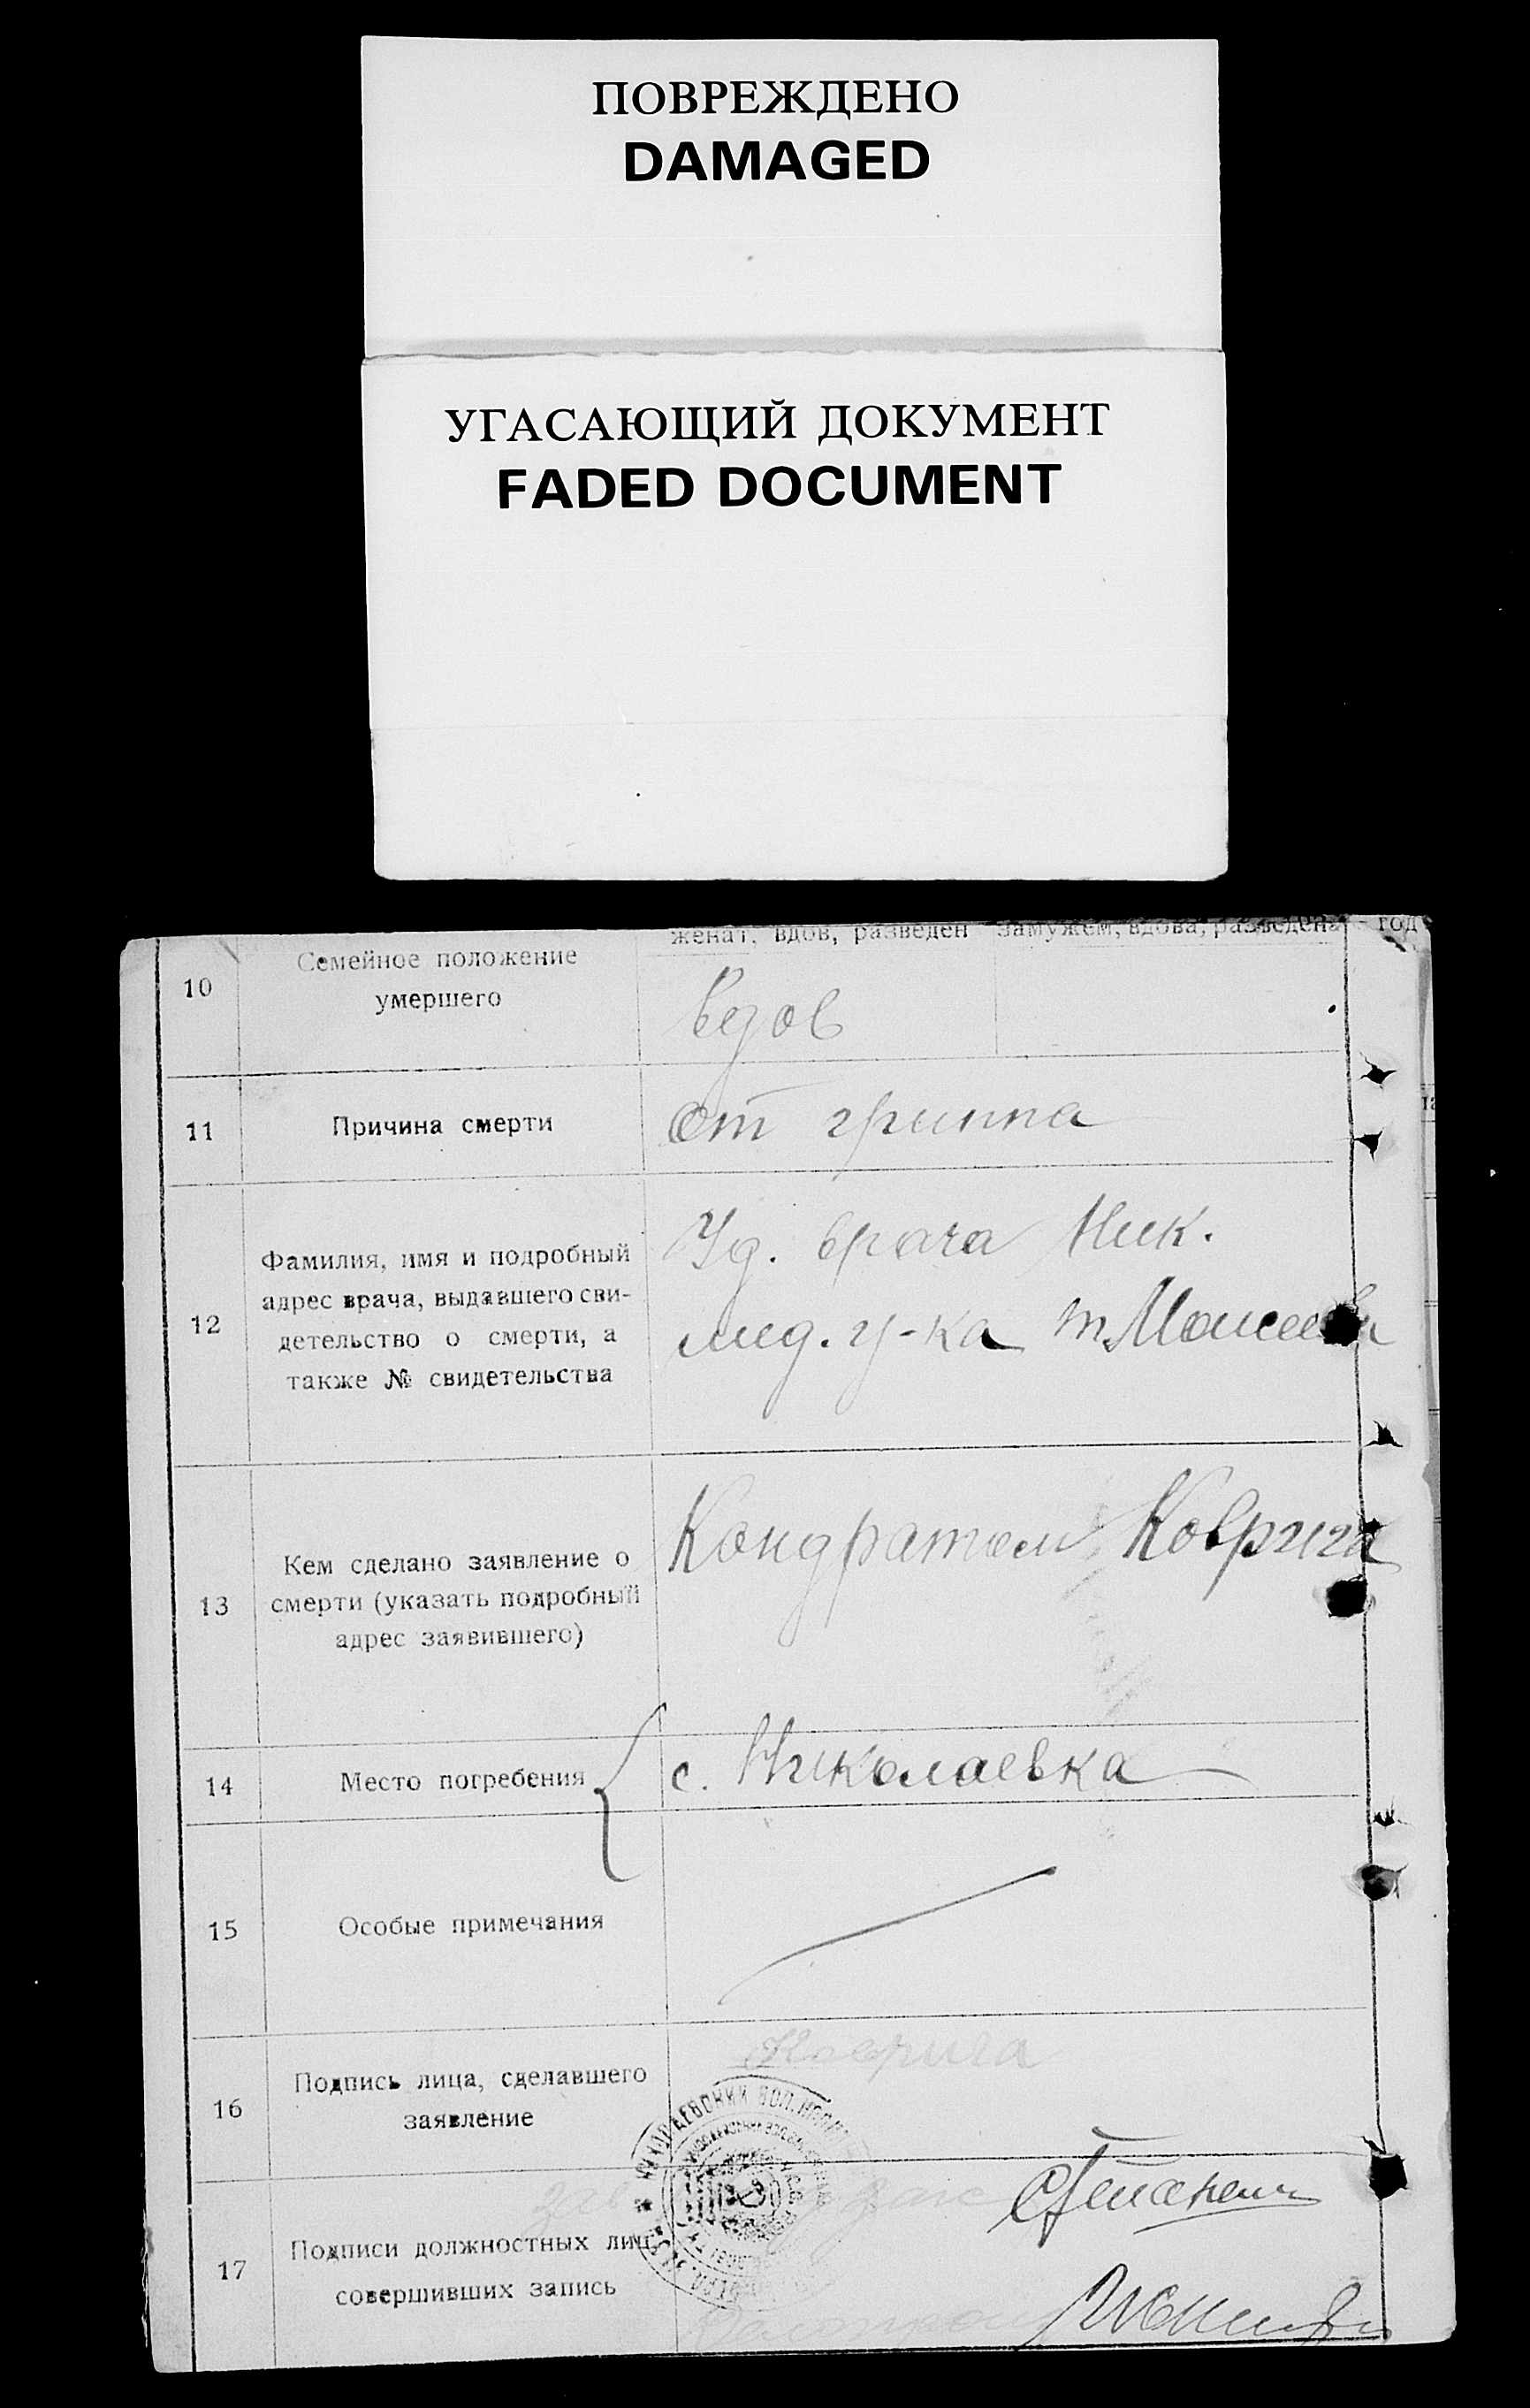 ПОВРЕЖДЕНО
DAMAGED
УГАСАЮЩИЙ ДОКУМЕНТ
FADED DOCUMENT
женат, вдов, разведен замужем, вдова, разведена - год
10 Семейное положение
умершего
Вдов
11 Причина смерти От гриппа
12 Фамилия, имя и подробный
адрес врача, выдавшего сви-
детельство о смерти, а
также № свидетельства
Уд. врача Ник.
мед. у-ка т. Моисеева
13 Кем сделано заявление о
смерти (указать подробный
адрес заявившего)
Кондратом Коврига
14 Место погребения с. Николаевка
15 Особые примечания
16 Подпись лица, сделавшего
заявление
Коврига
17 Подписи должностных лиц,
совершивших запись
зав